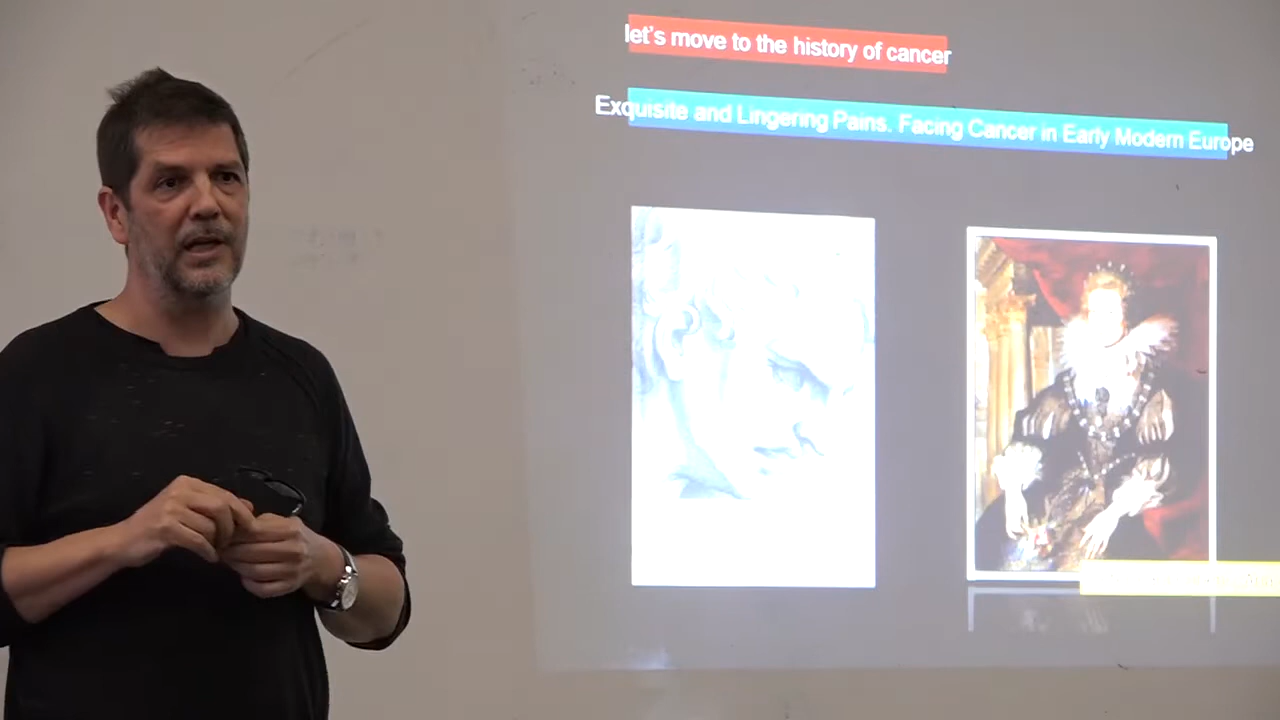 let's move to the history of cancer
Exquisite and Lingering Pains. Facing Cancer in Early Modern Europe